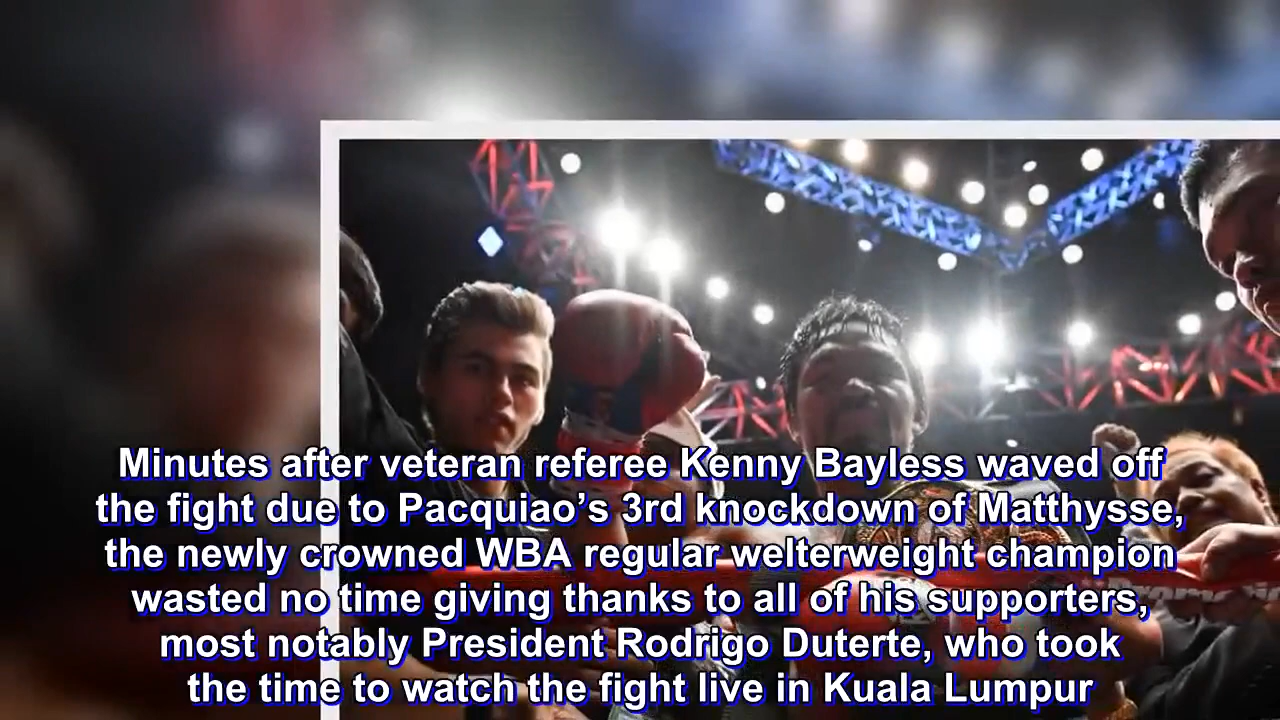 Minutes after veteran referee Kenny Bayless waved off
the fight due to Pacquiao’s 3rd knockdown of Matthysse,
the newly crowned WBA regular welterweight champion
wasted no time giving thanks to all of his supporters,
most notably President Rodrigo Duterte, who took
the time to watch the fight live in Kuala Lumpur